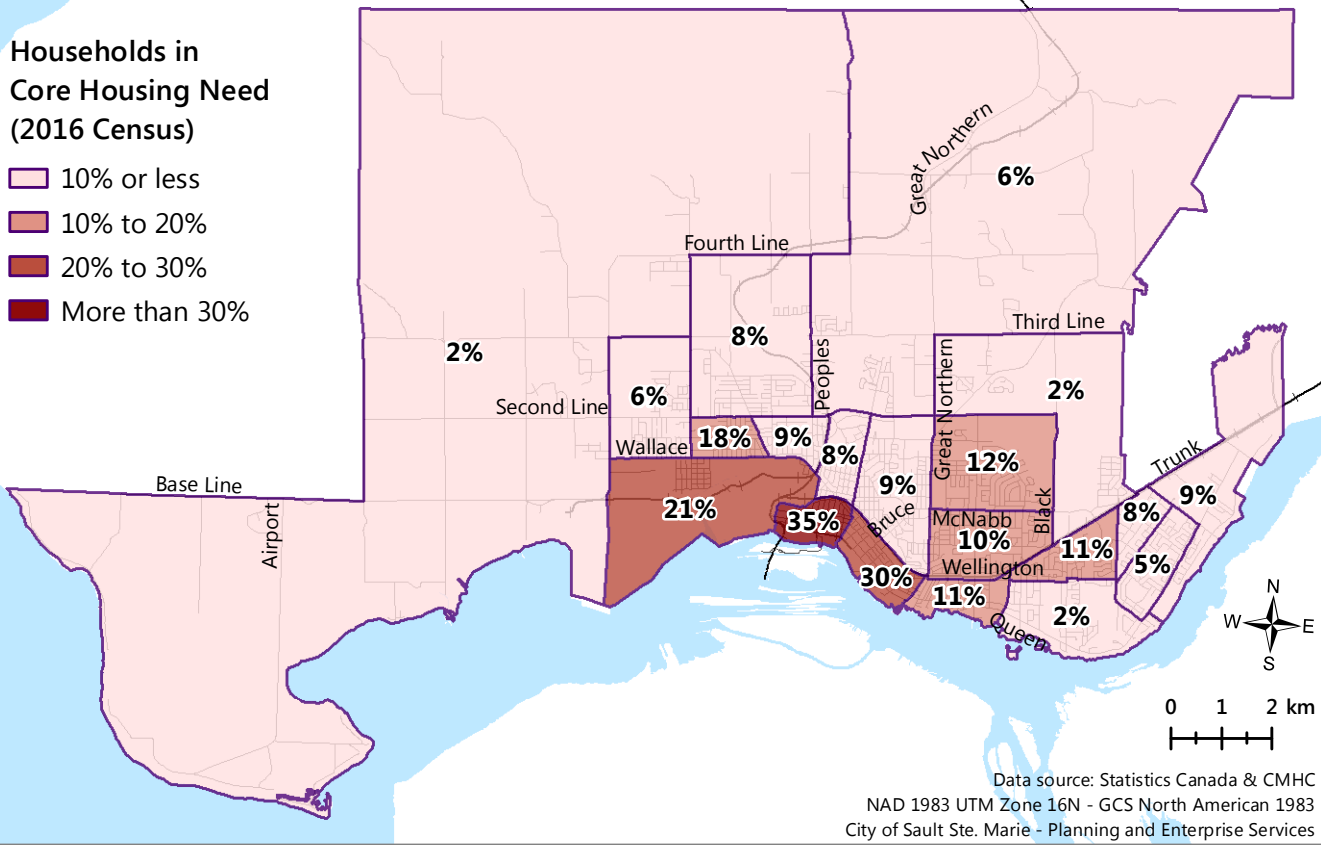 Households in
Core Housing Need
(2016 Census)
10% or less
10% to 20%
20% to 30%
More than 30%
Great Northern
6%
Fourth Line
8%
Peoples
Third Line
2%
6%
Great Northern
2%
Second Line
Wallace
18%
9%
8%
9%
12%
Black
Trunk
9%
8%
Base Line
Airport
21%
35%
Bruce
McNabb
10%
11%
5%
Wellington
30%
11%
Queen
2%
N
W
E
S
0 1 2 km
Data source: Statistics Canada & CMHC
NAD 1983 UTM Zone 16N - GCS North American 1983
City of Sault Ste. Marie - Planning and Enterprise Services